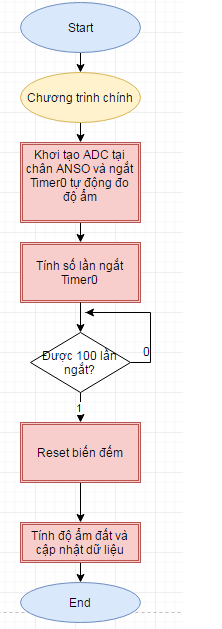 Start
Chương trình chính
Khơi tạo ADC tại
chân ANSO và ngắt
Timer0 tự động đo
độ ẩm
Tính số lần ngắt
Timer0
Được 100 lần
ngắt?
0
1
Reset biến đếm
Tính độ ẩm đất và
cập nhật dữ liệu
End